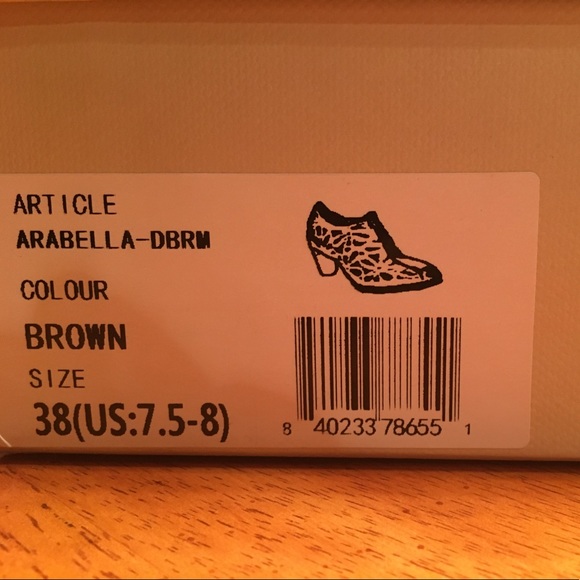 ARTICLE
ARABELLA-DBRM
COLOUR
BROWN
SIZE
38(US:7.5-8)
8 40233 78655 1